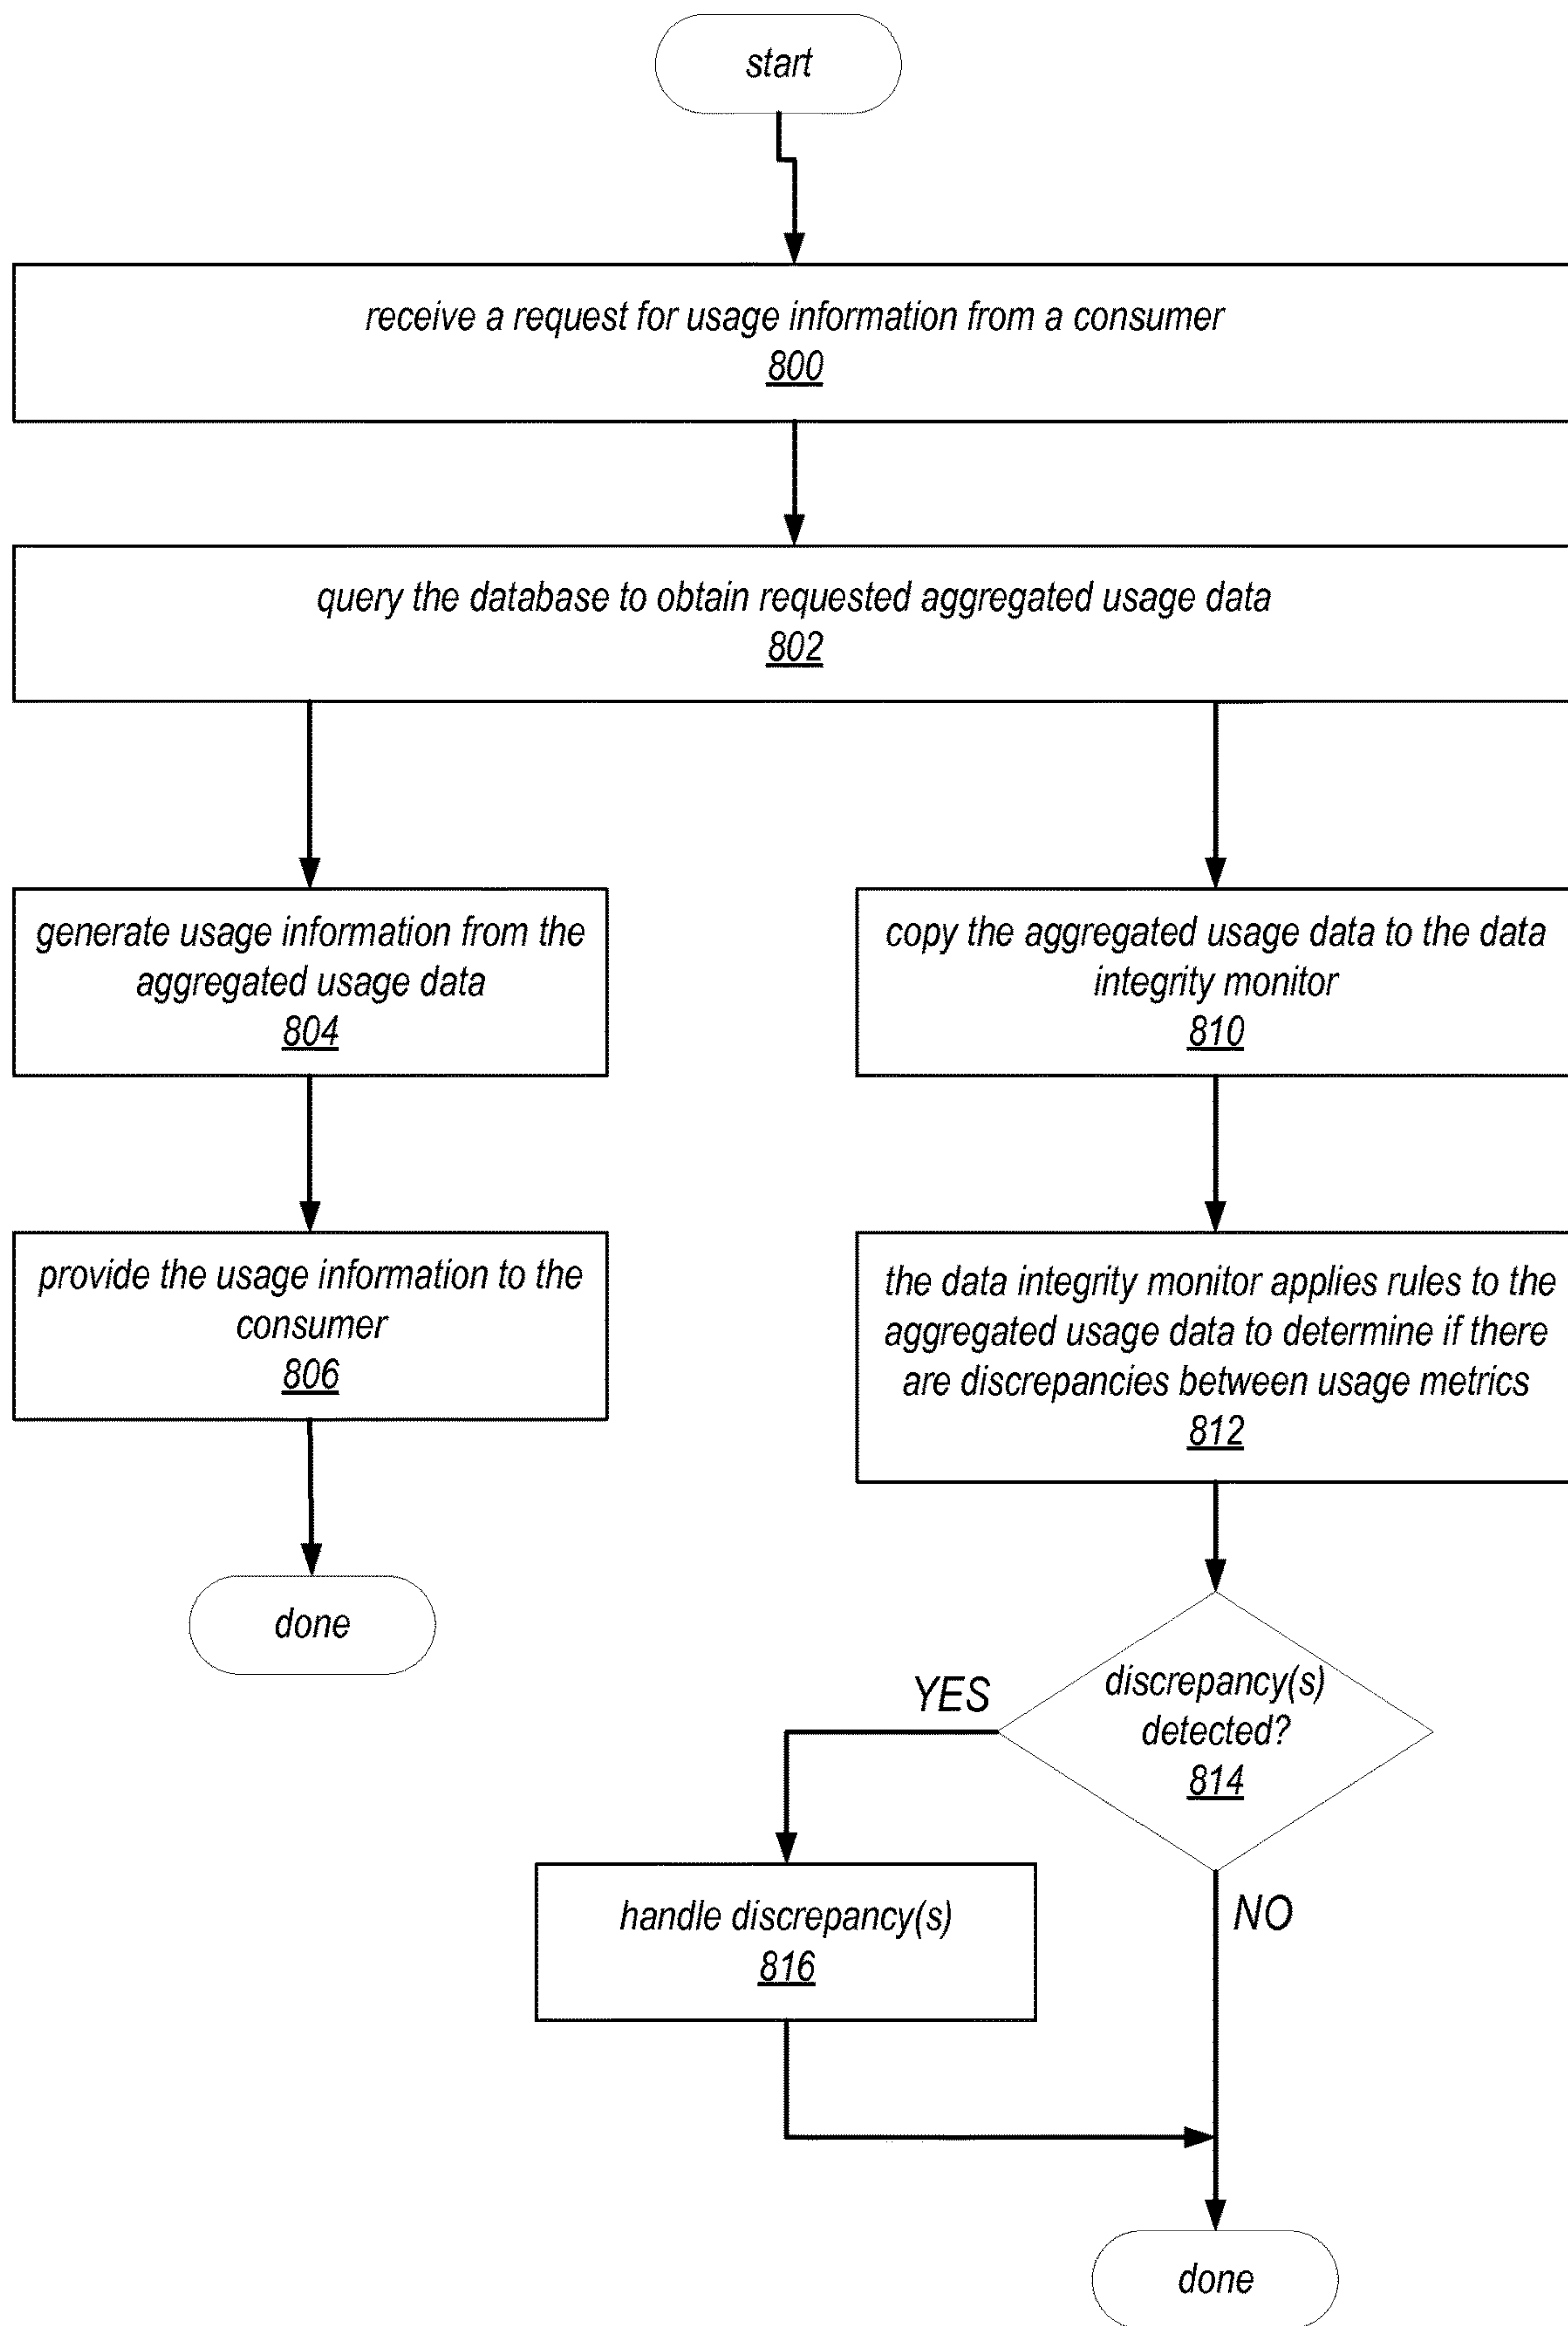 start
receive a request for usage information from a consumer
800
query the database to obtain requested aggregated usage data
802
generate usage information from the
aggregated usage data
804
copy the aggregated usage data to the data
integrity monitor
810
provide the usage information to the
consumer
806
the data integrity monitor applies rules to the
aggregated usage data to determine if there
are discrepancies between usage metrics
812
done
YES
discrepancy(s)
detected?
814
handle discrepancy(s)
816
NO
done